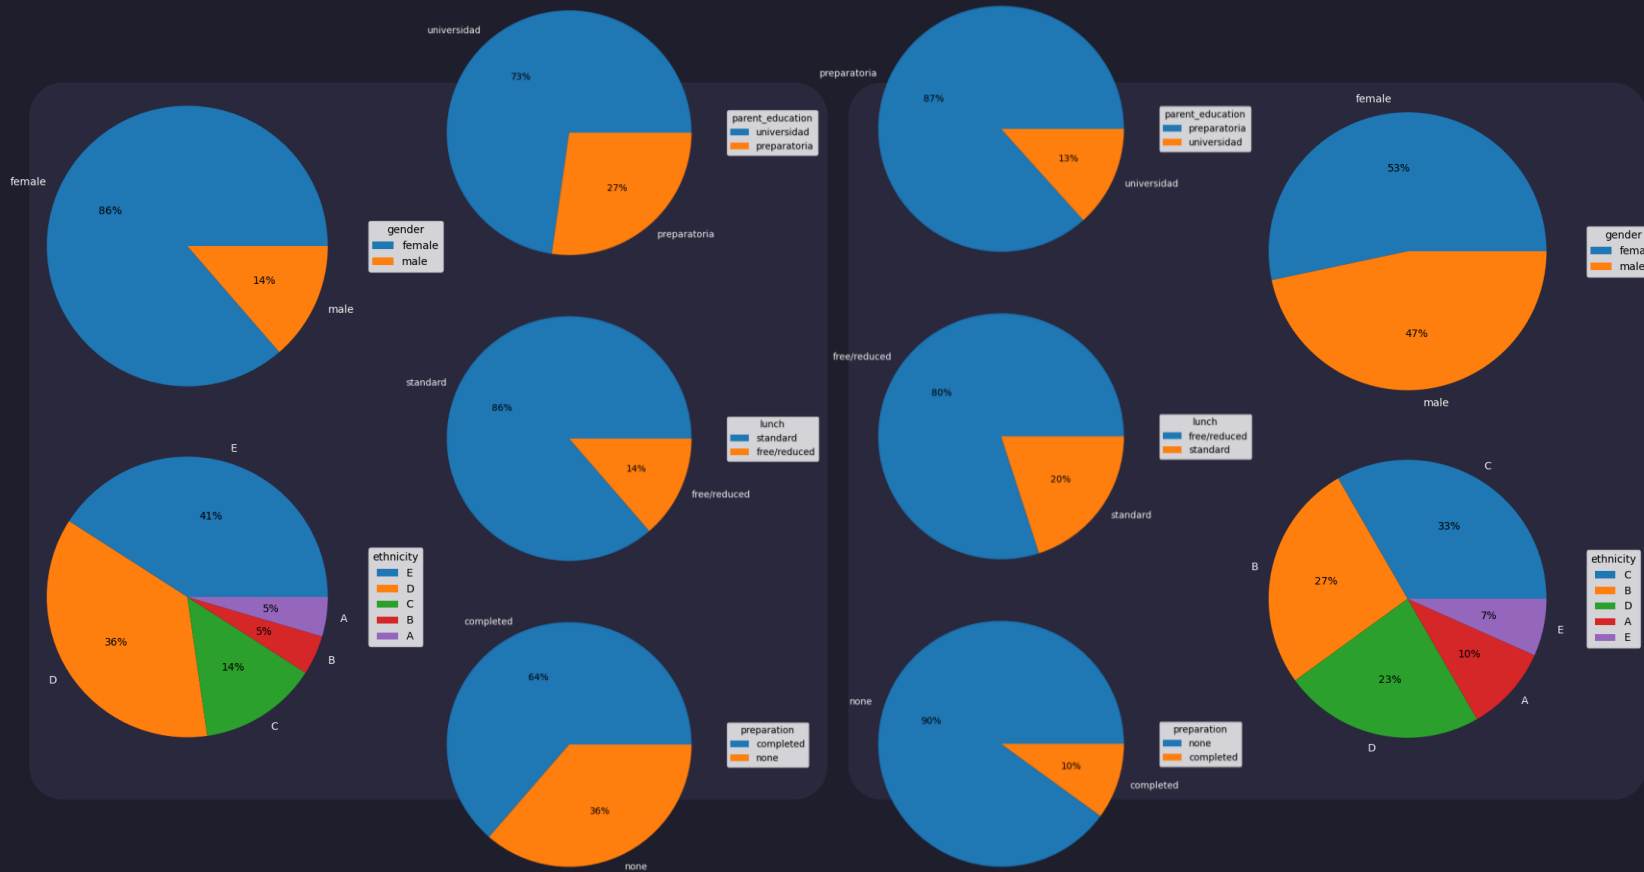 female
86%
14%
male
gender
female
male
universidad
73%
27%
preparatoria
parent_education
universidad
preparatoria
E
41%
36%
D
14%
C
5%
B
5%
A
ethnicity
E
D
C
B
A
standard
86%
14%
free/reduced
lunch
standard
free/reduced
completed
64%
36%
none
preparation
completed
none
preparatoria
87%
13%
universidad
parent_education
preparatoria
universidad
free/reduced
80%
20%
standard
lunch
free/reduced
standard
none
90%
10%
completed
preparation
none
completed
female
53%
47%
male
gender
fema
male
C
33%
B
27%
23%
D
10%
A
7%
E
ethnicity
C
B
D
A
E